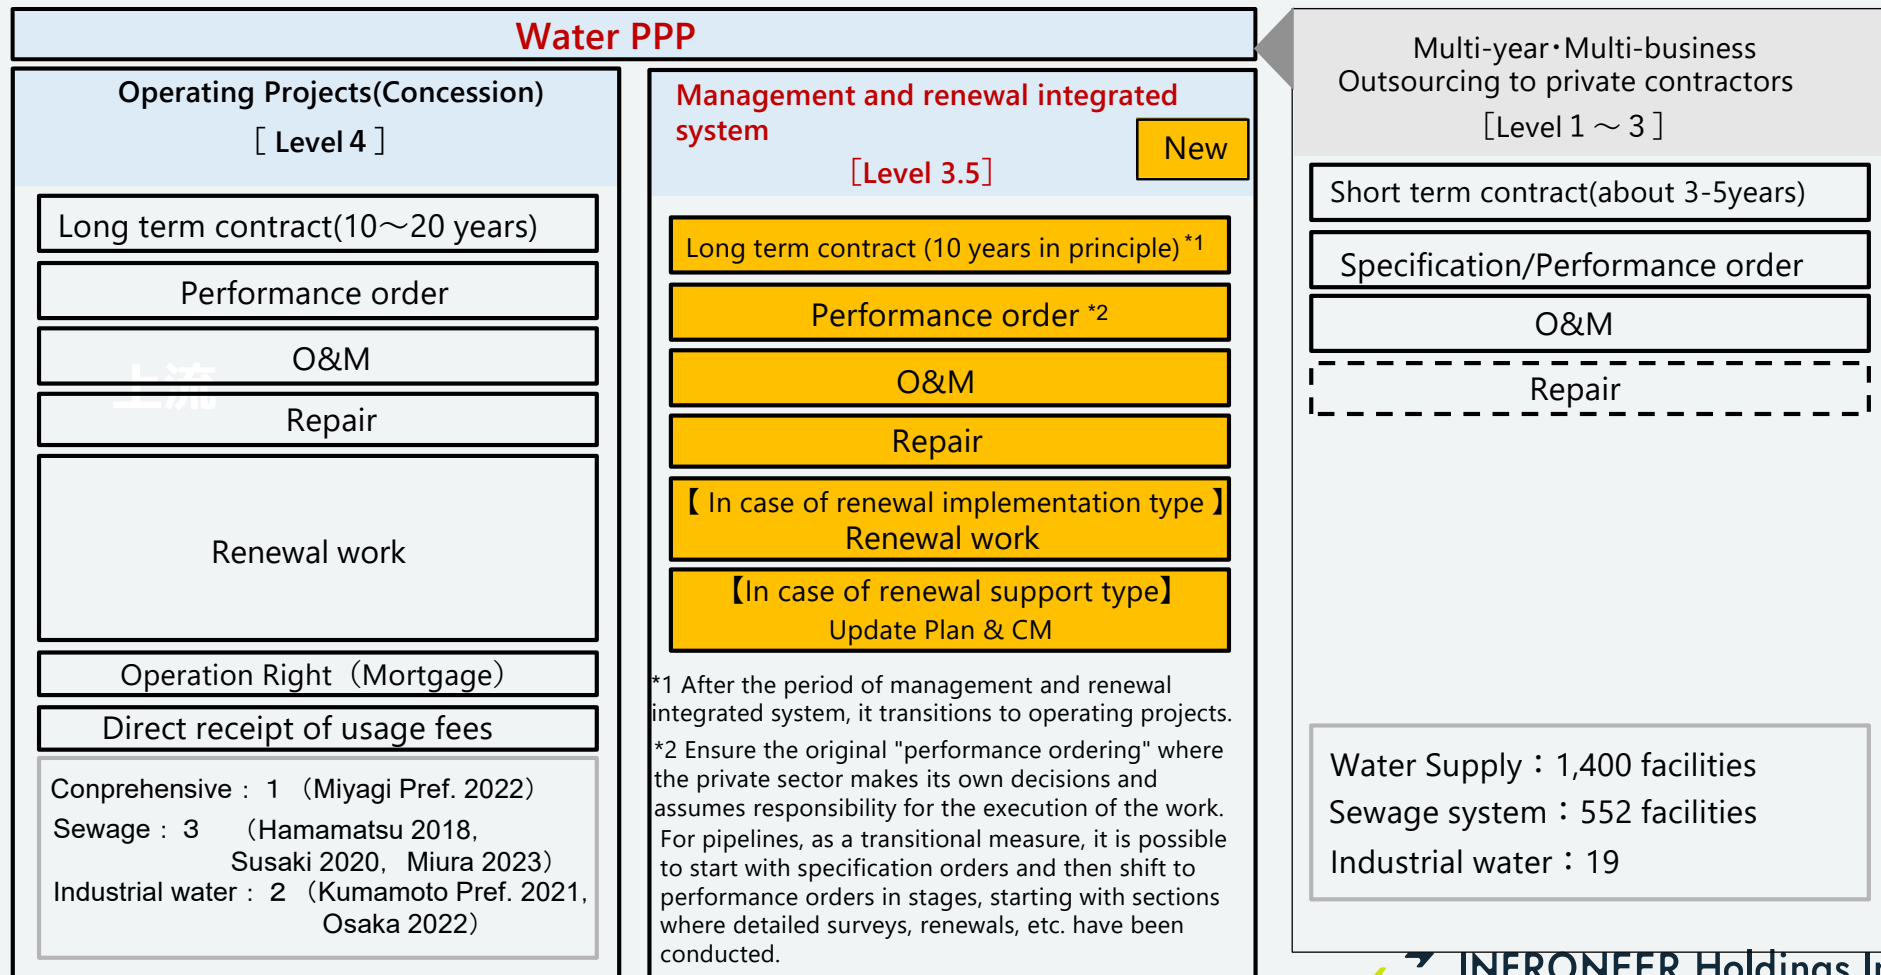 Water PPP
Operating Projects(Concession)
［ Level 4 ］
Long term contract(10～20 years)
Performance order
O&M
上流
Repair
Renewal work
Operation Right（Mortgage）
Direct receipt of usage fees
Conprehensive： 1 （Miyagi Pref. 2022）
Sewage： 3 （Hamamatsu 2018,
Susaki 2020, Miura 2023）
Industrial water： 2 （Kumamoto Pref. 2021,
Osaka 2022）
Management and renewal integrated
system
New
［Level 3.5］
Long term contract (10 years in principle) *1
Performance order *2
O&M
Repair
【 In case of renewal implementation type 】
Renewal work
【In case of renewal support type】
Update Plan & CM
*1 After the period of management and renewal
integrated system, it transitions to operating projects.
*2 Ensure the original "performance ordering" where
the private sector makes its own decisions and
assumes responsibility for the execution of the work.
For pipelines, as a transitional measure, it is possible
to start with specification orders and then shift to
performance orders in stages, starting with sections
where detailed surveys, renewals, etc. have been
conducted.
Multi-year･Multi-business
Outsourcing to private contractors
［Level 1 ～ 3 ］
Short term contract(about 3-5years)
Specification/Performance order
O&M
Repair
Water Supply：1,400 facilities
Sewage system：552 facilities
Industrial water：19
INFRONEER Holdings